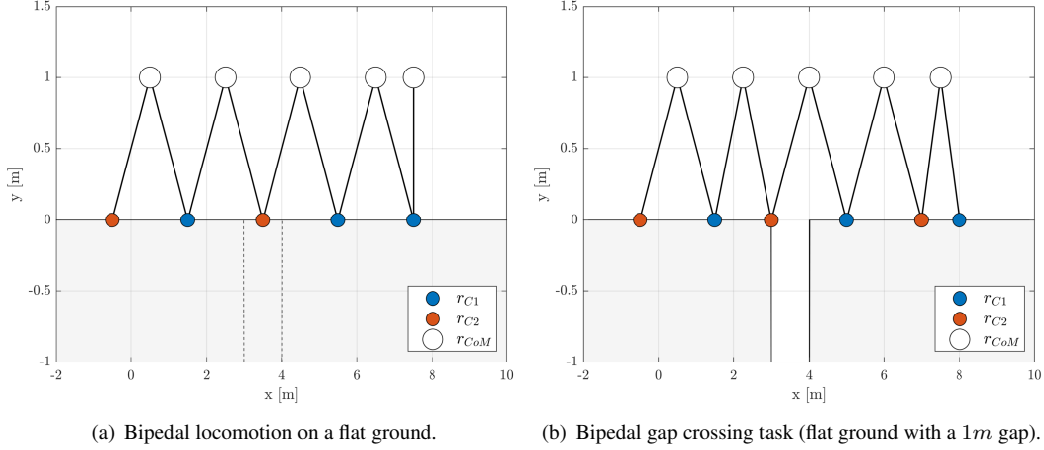 1.5
1
0.5
0
-0.5
-1
y [m]
-2
0
2
4
6
8
10
x [m]
r_{C1}
r_{C2}
r_{CoM}
(a) Bipedal locomotion on a flat ground.
1.5
1
0.5
0
-0.5
-1
y [m]
-2
0
2
4
6
8
10
x [m]
r_{C1}
r_{C2}
r_{CoM}
(b) Bipedal gap crossing task (flat ground with a 1m gap).